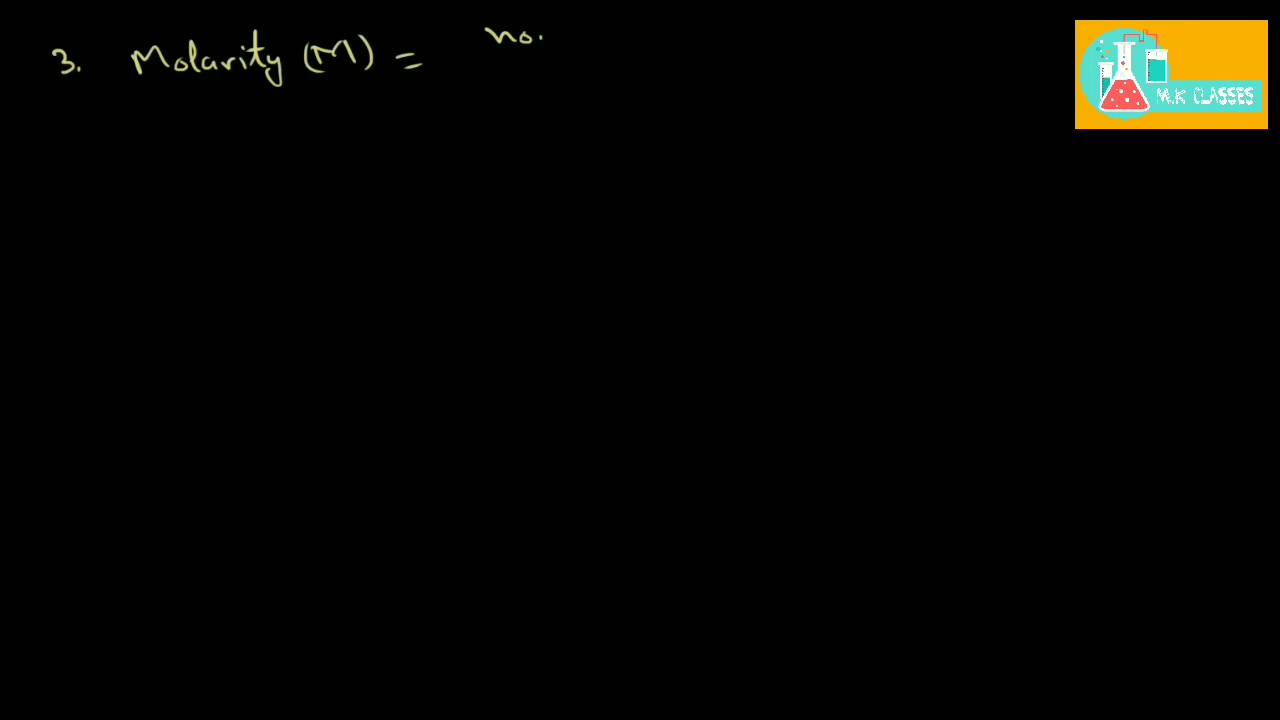 3. Molarity (M) = no.
M.K CLASSES